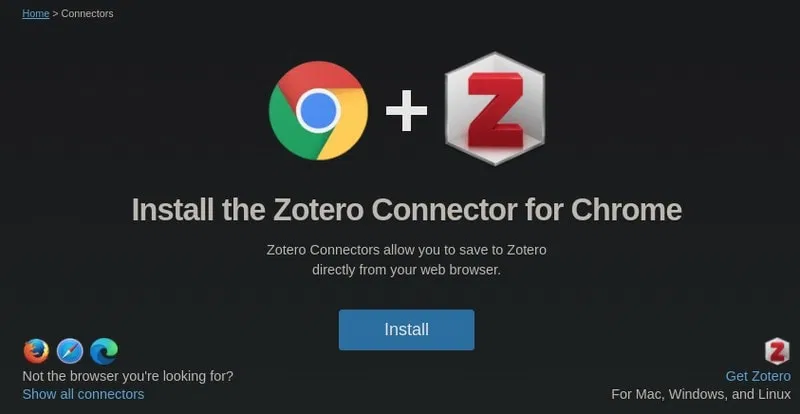 Home > Connectors
Z
Install the Zotero Connector for Chrome
Zotero Connectors allow you to save to Zotero
directly from your web browser.
Install
Not the browser you're looking for?
Show all connectors
Z
Get Zotero
For Mac, Windows, and Linux